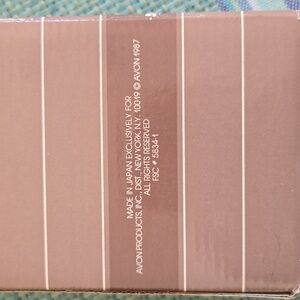 MADE IN JAPAN EXCLUSIVELY FOR
AVON PRODUCTS, INC., DIST., NEW YORK, N.Y. 10019 © AVON 1987
ALL RIGHTS RESERVED
FSC # 5834-1